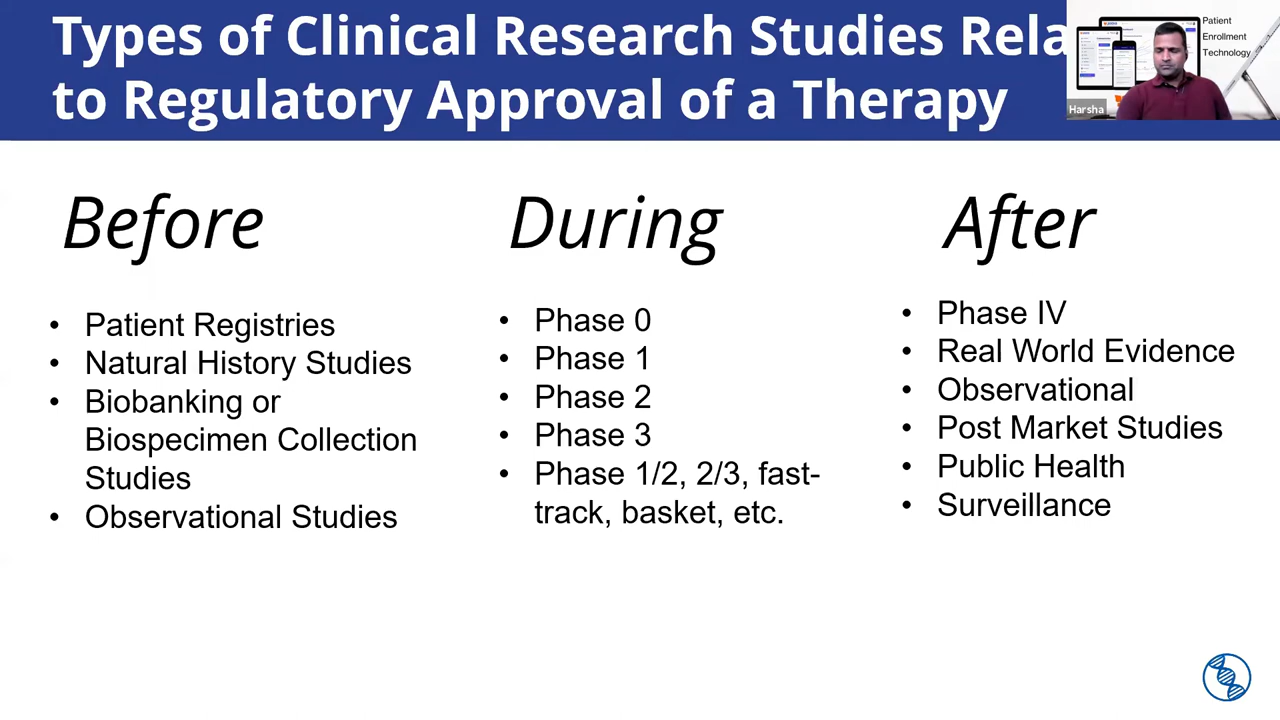 Types of Clinical Research Studies Rela
to Regulatory Approval of a Therapy
Patient
Enrollment
Technology
Harsha
Before
• Patient Registries
• Natural History Studies
• Biobanking or
Biospecimen Collection
Studies
• Observational Studies
During
• Phase 0
• Phase 1
• Phase 2
• Phase 3
• Phase 1/2, 2/3, fast-
track, basket, etc.
After
• Phase IV
• Real World Evidence
• Observational
• Post Market Studies
• Public Health
• Surveillance